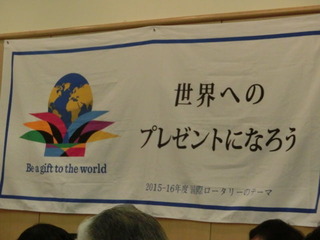 世界への
プレゼントになろう
Be a gift to the world
2015-16年度国際ロータリーのテーマ